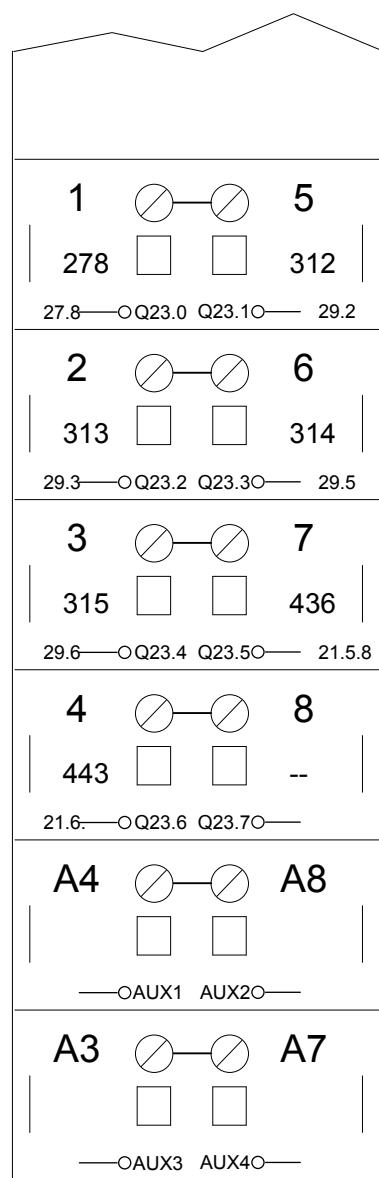 1 5
278 312
27.8 Q23.0 Q23.1 29.2
2 6
313 314
29.3 Q23.2 Q23.3 29.5
3 7
315 436
29.6 Q23.4 Q23.5 21.5.8
4 8
443 --
21.6. Q23.6 Q23.7
A4 A8
AUX1 AUX2
A3 A7
AUX3 AUX4